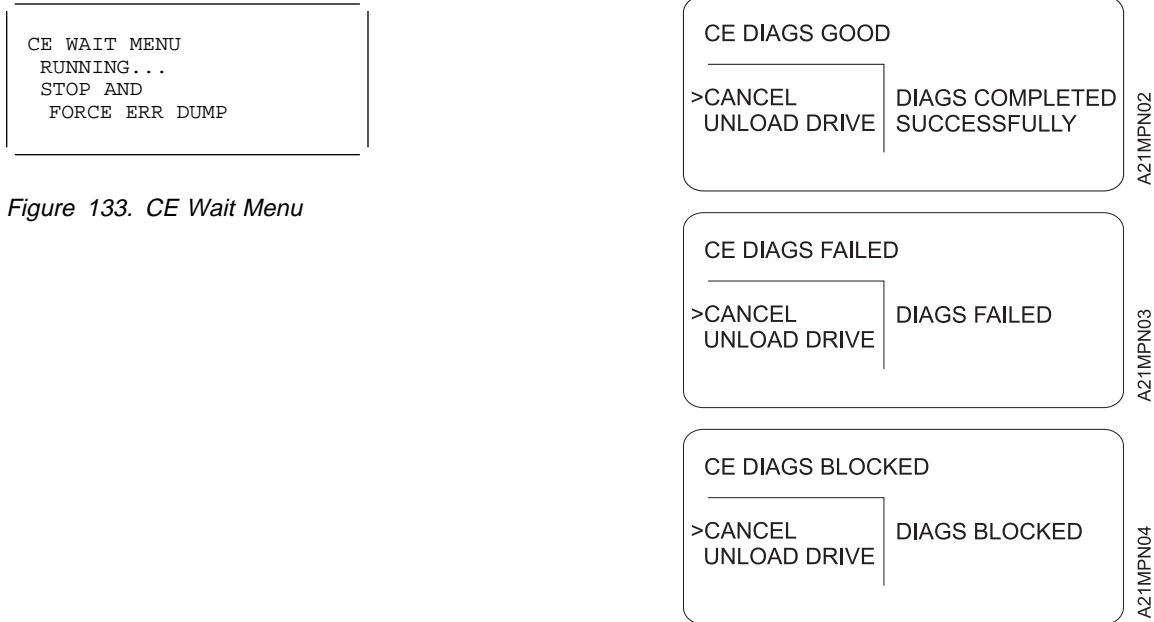 CE WAIT MENU
RUNNING...
STOP AND
FORCE ERR DUMP
Figure 133. CE Wait Menu
CE DIAGS GOOD
>CANCEL
UNLOAD DRIVE
DIAGS COMPLETED
SUCCESSFULLY
A21MPN02
CE DIAGS FAILED
>CANCEL
UNLOAD DRIVE
DIAGS FAILED
A21MPN03
CE DIAGS BLOCKED
>CANCEL
UNLOAD DRIVE
DIAGS BLOCKED
A21MPN04